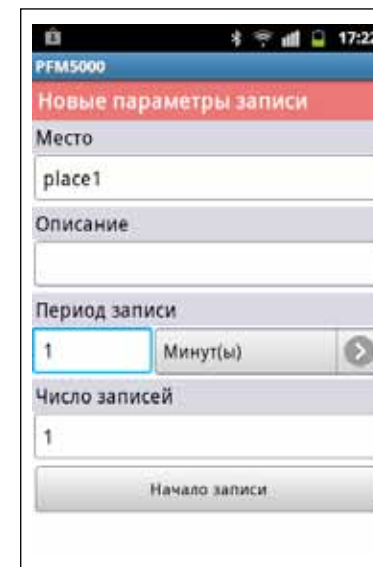 17:22
PFM5000
Новые параметры записи
Место
place1
Описание
Период записи
1 Минут(ы)
Число записей
1
Начало записи